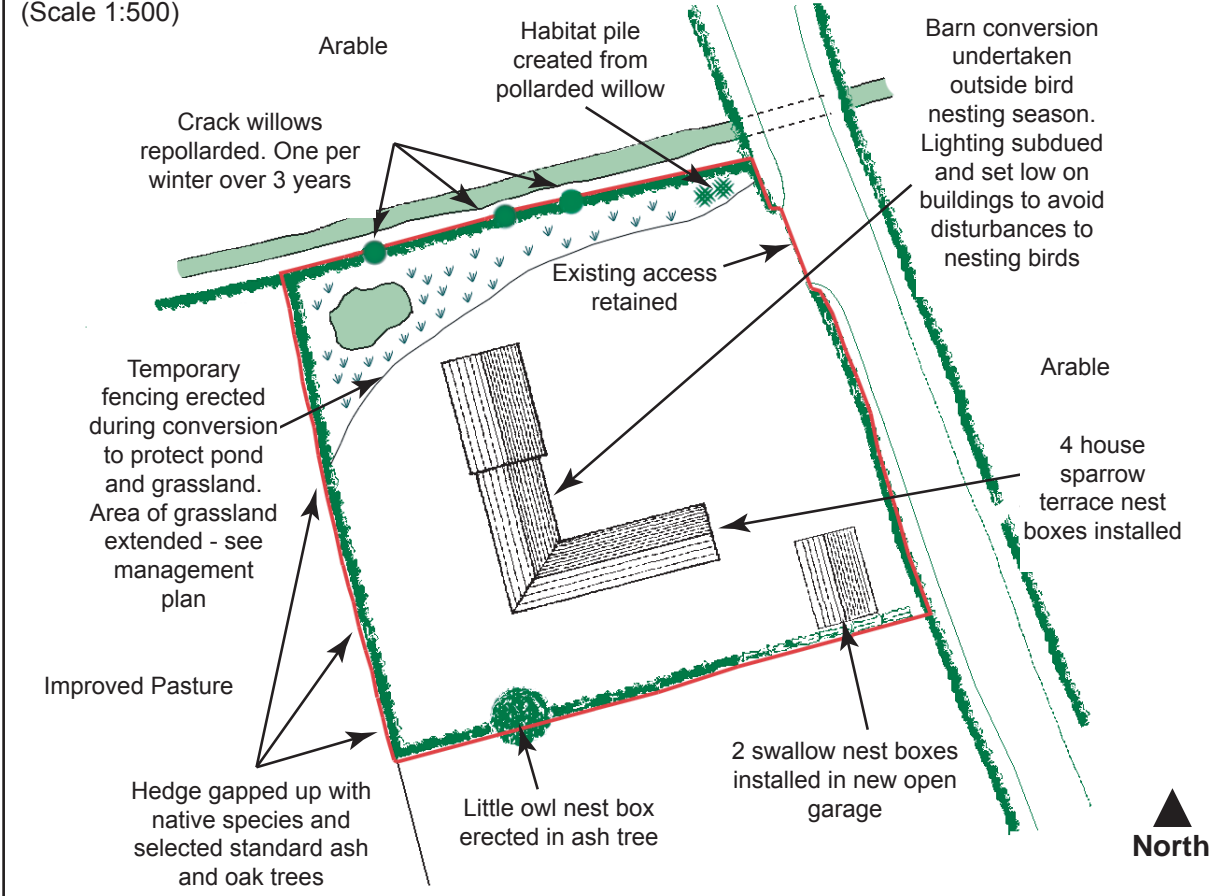 (Scale 1:500)
Arable
Habitat pile
created from
pollarded willow
Barn conversion
undertaken
outside bird
nesting season.
Lighting subdued
and set low on
buildings to avoid
disturbances to
nesting birds
Crack willows
repollarded. One per
winter over 3 years
Existing access
retained
Temporary
fencing erected
during conversion
to protect pond
and grassland.
Area of grassland
extended - see
management
plan
Arable
4 house
sparrow
terrace nest
boxes installed
Improved Pasture
Hedge gapped up with
native species and
selected standard ash
and oak trees
Little owl nest box
erected in ash tree
2 swallow nest boxes
installed in new open
garage
North